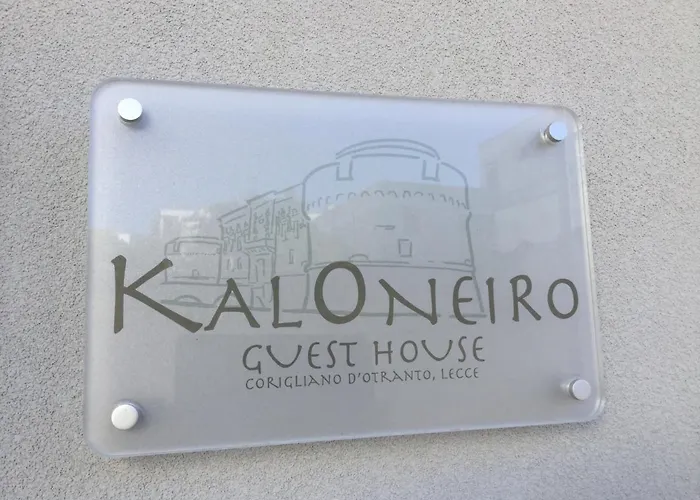 KALONEIRO
GUEST HOUSE
CORIGLIANO D'OTRANTO, LECCE